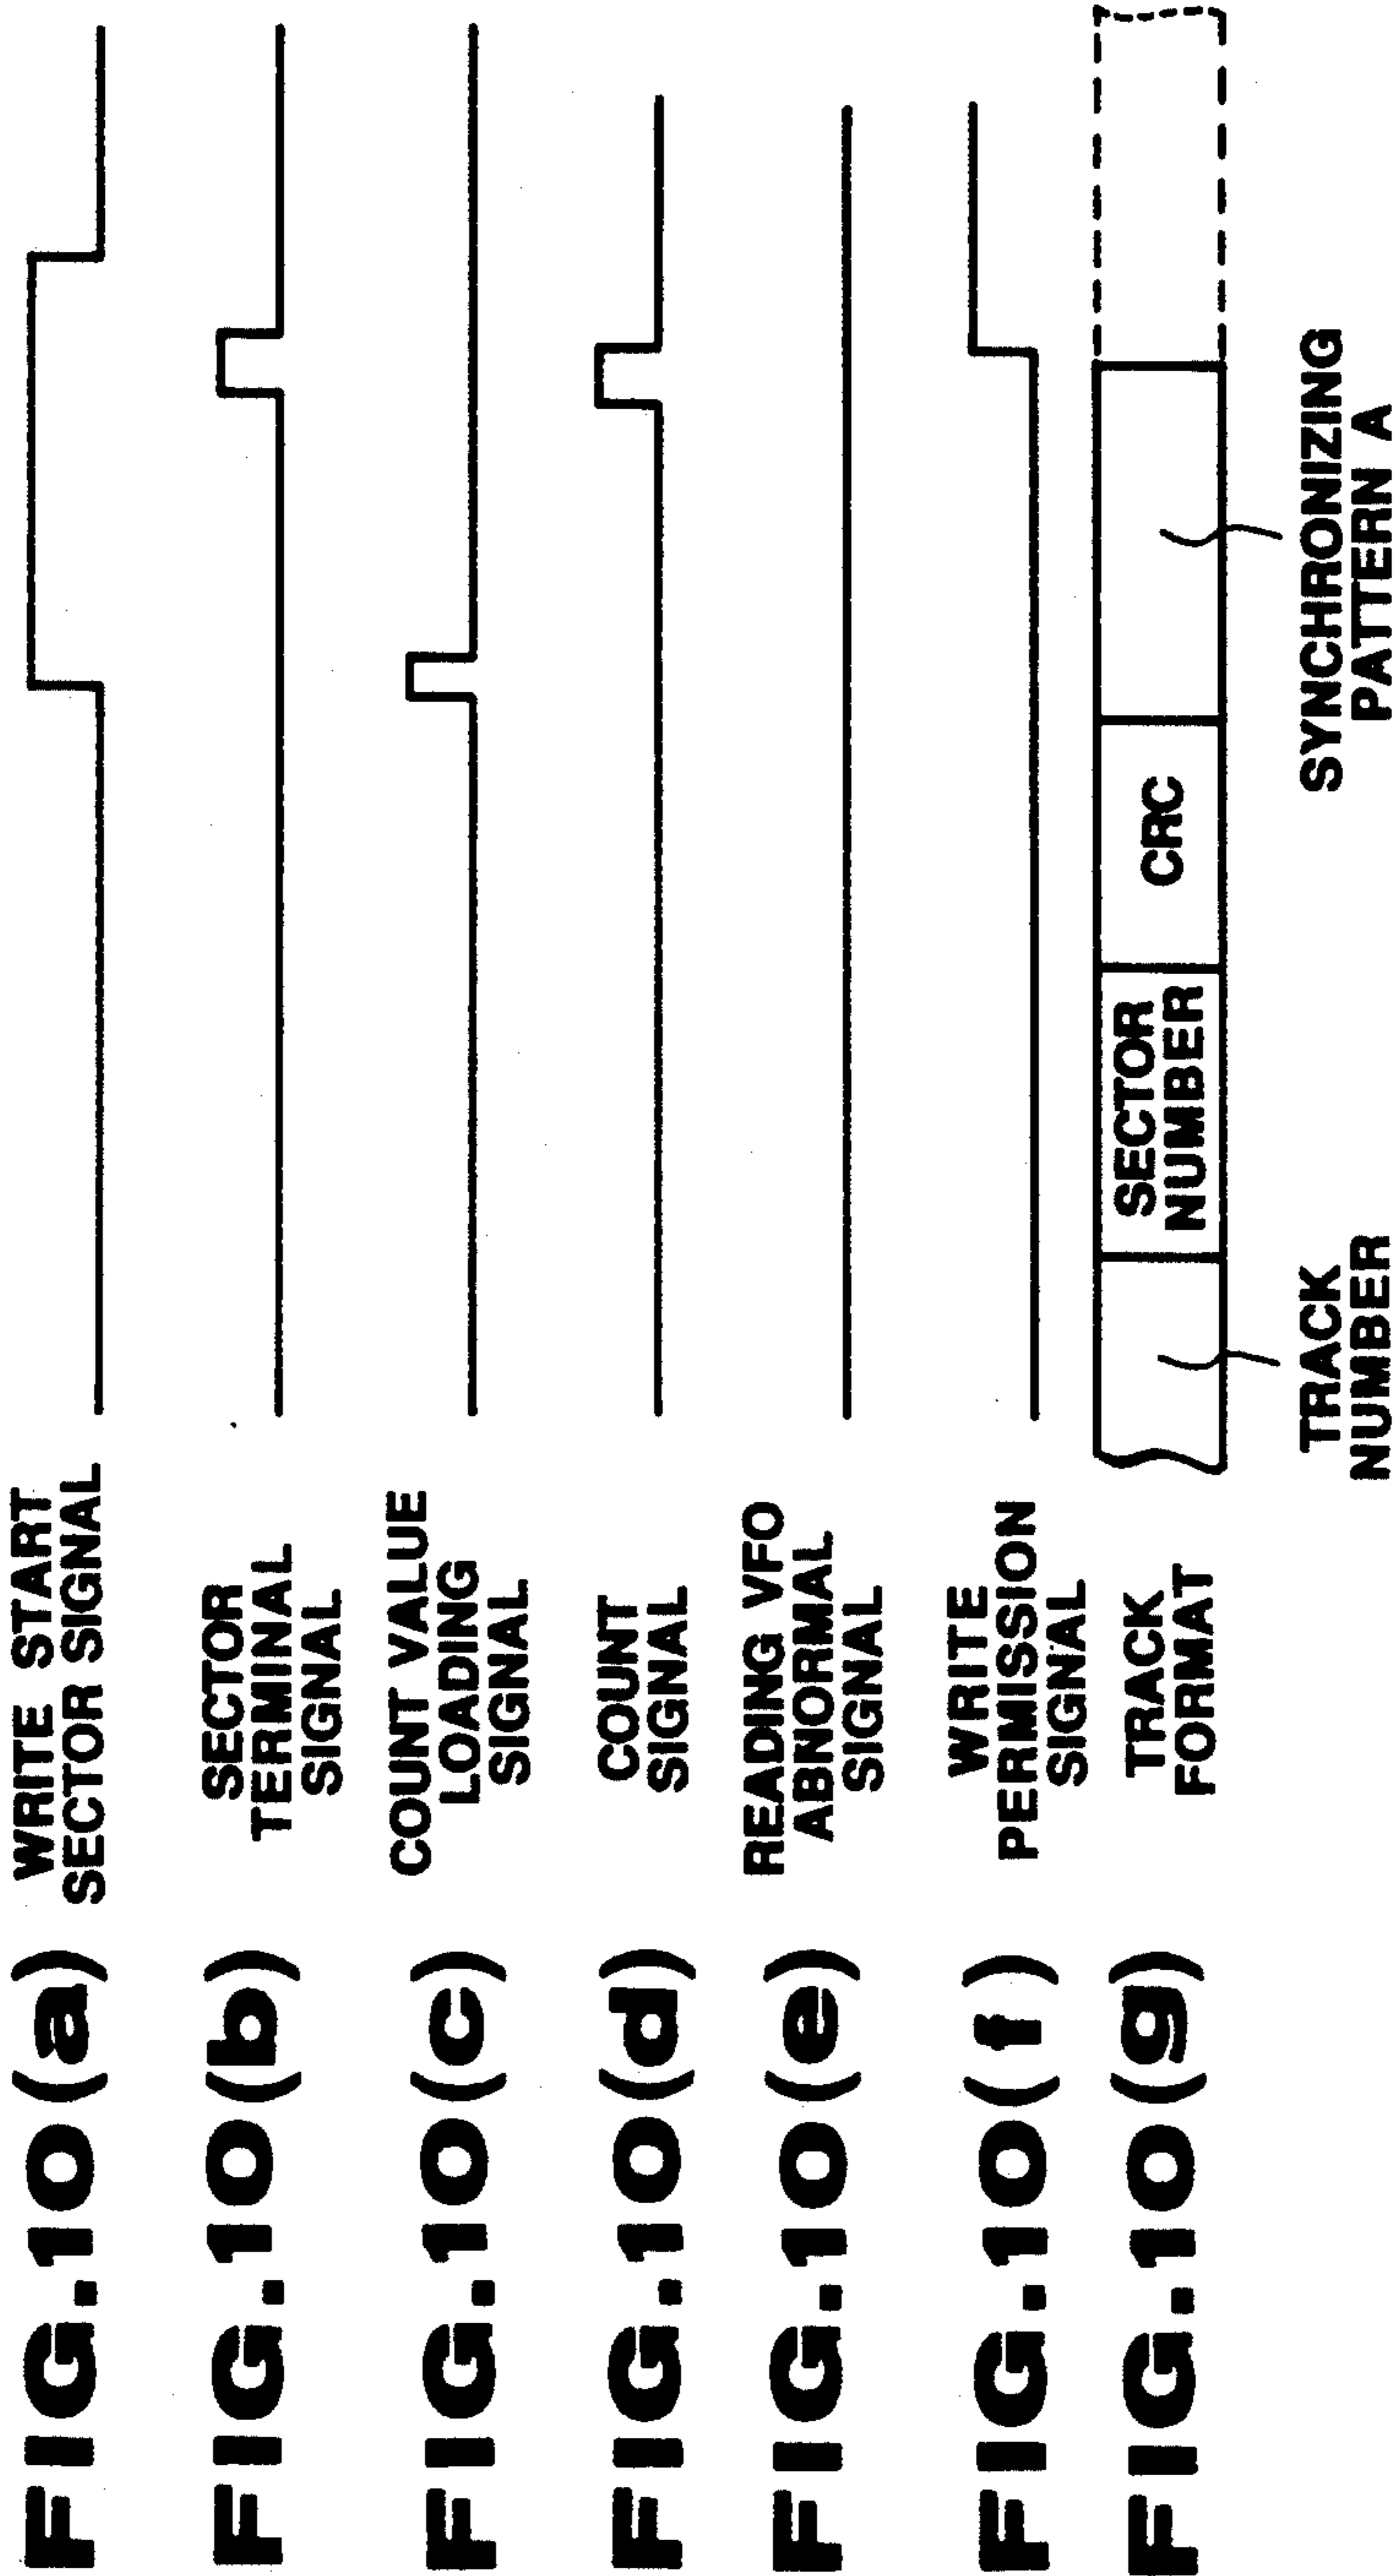 FIG.10(a) WRITE START
SECTOR SIGNAL
FIG.10(b) SECTOR
TERMINAL
SIGNAL
FIG.10(c) COUNT VALUE
LOADING
SIGNAL
FIG.10(d) COUNT
SIGNAL
FIG.10(e) READING VFO
ABNORMAL
SIGNAL
FIG.10(f) WRITE
PERMISSION
SIGNAL
FIG.10(g) TRACK
FORMAT
SECTOR
NUMBER
CRC
TRACK
NUMBER
SYNCHRONIZING
PATTERN A